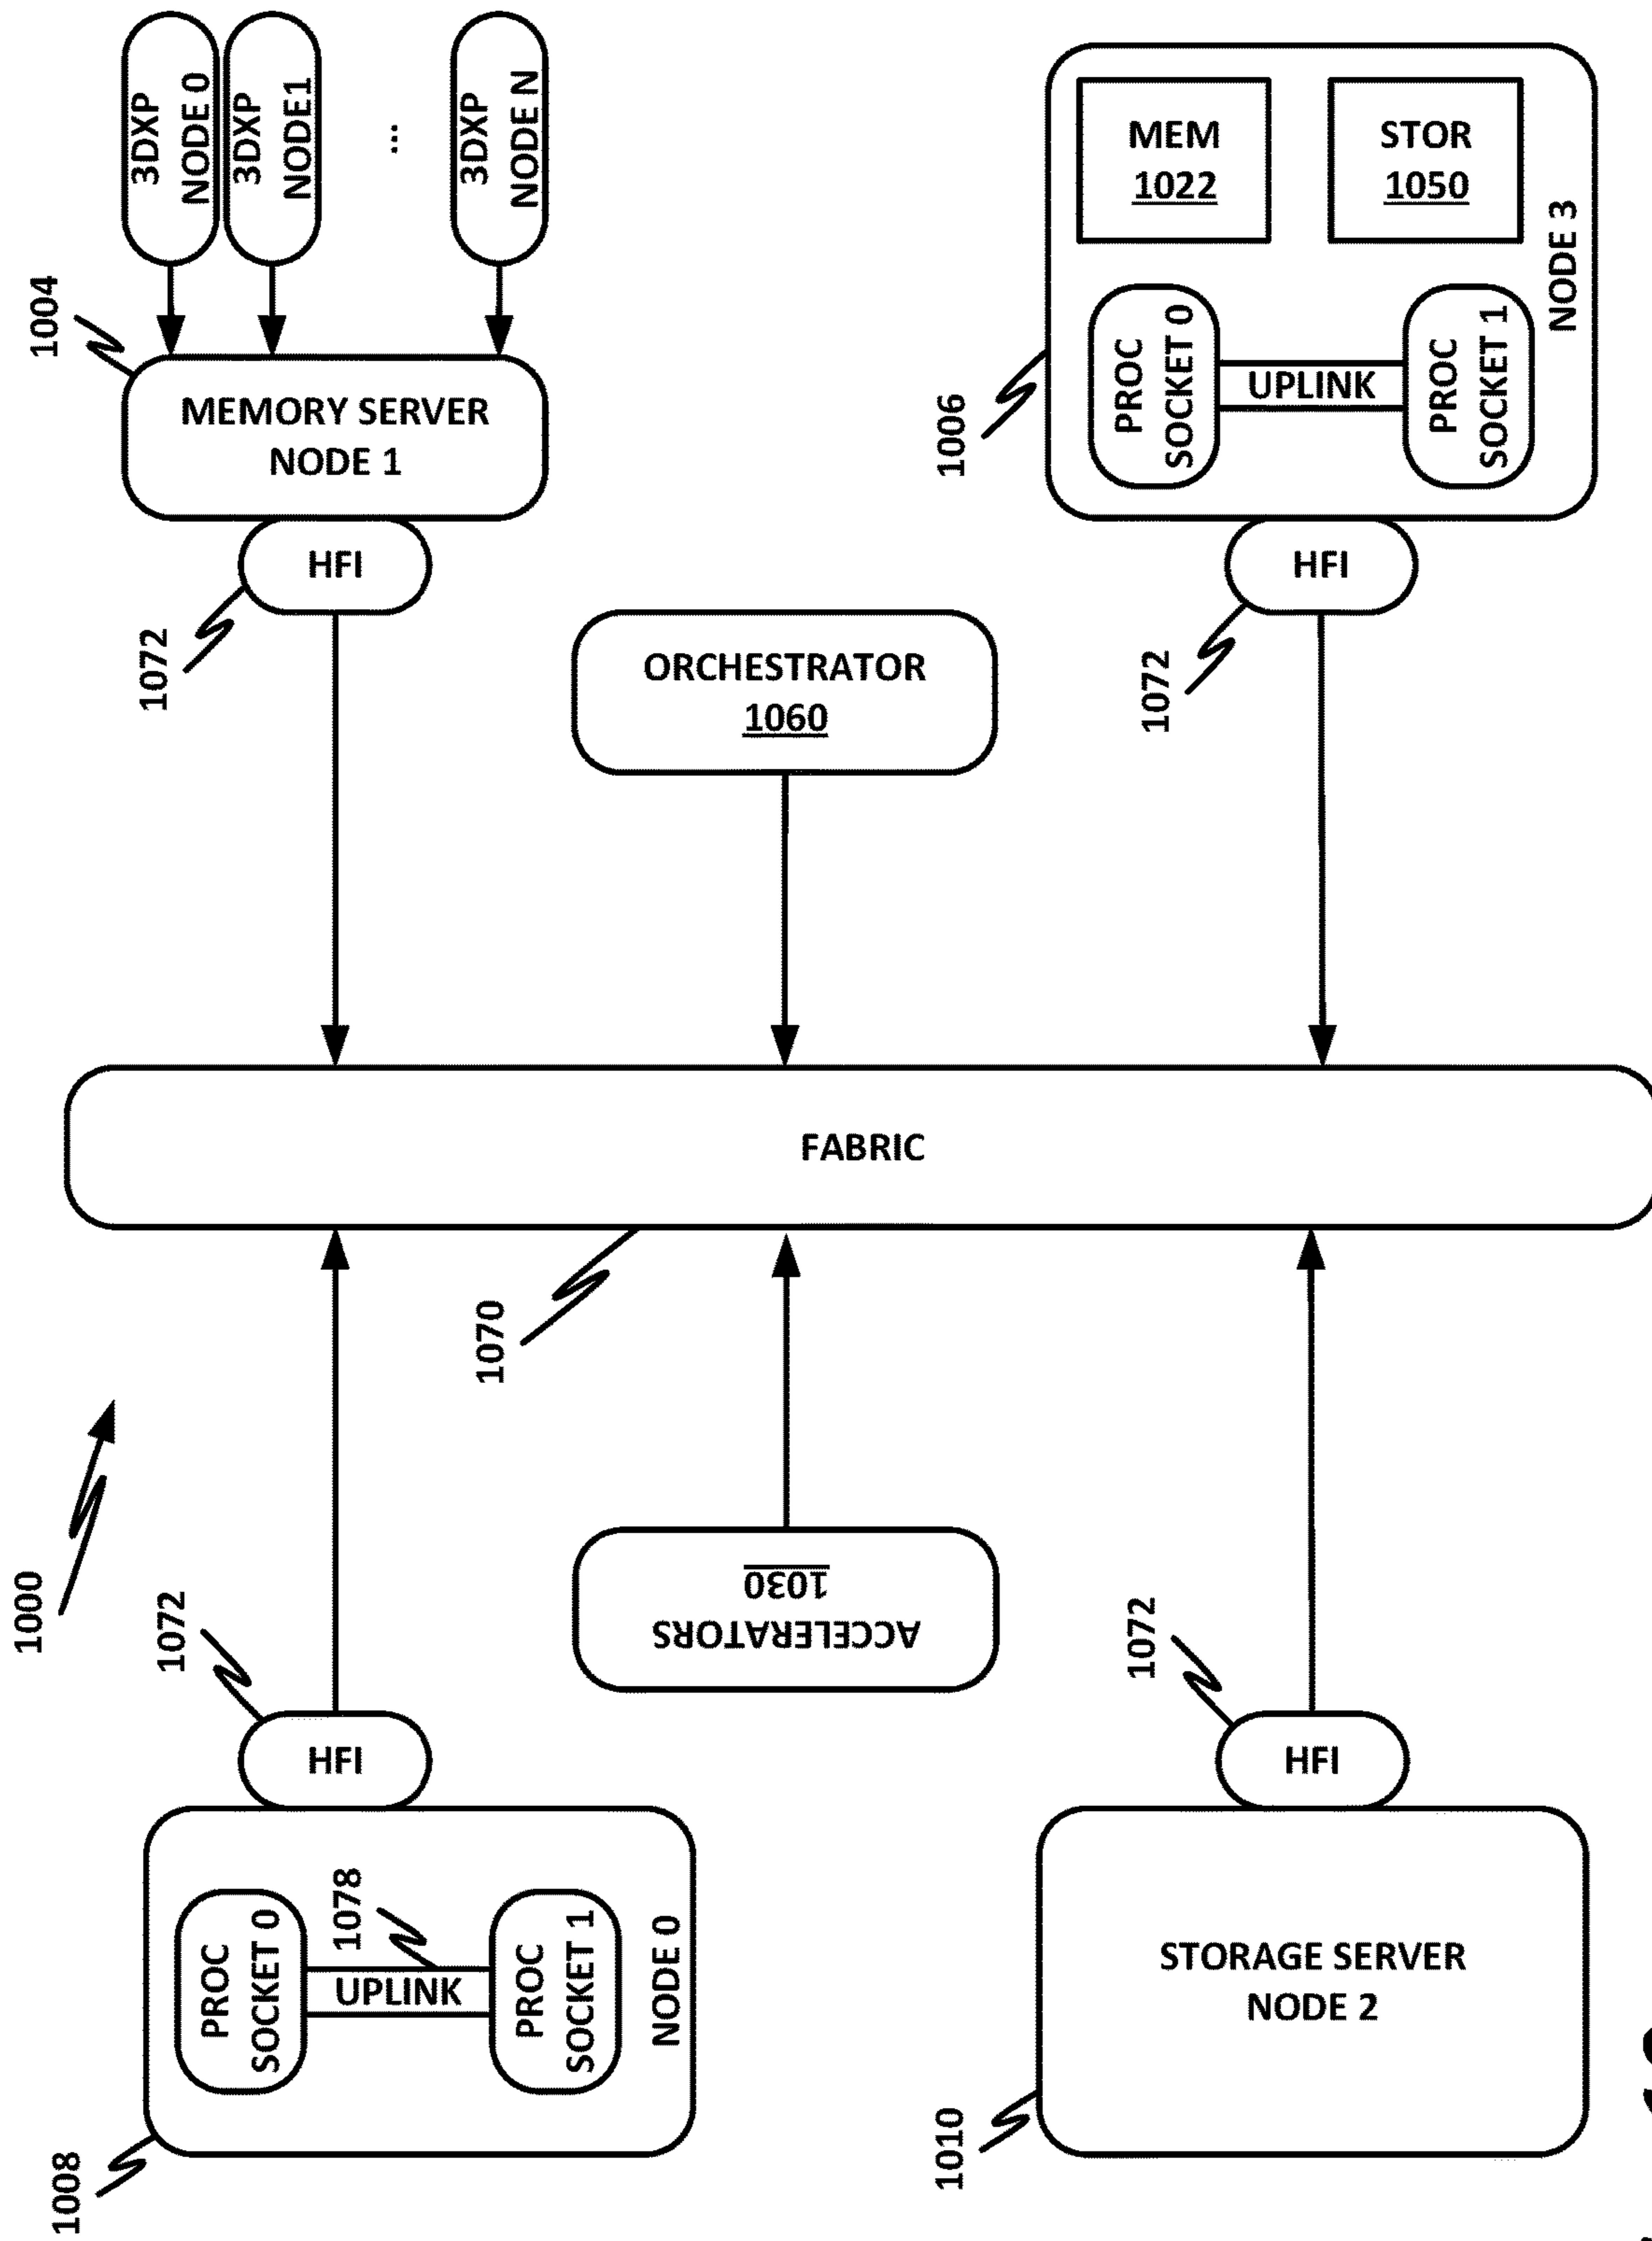 3DXP
NODE 0
3DXP
NODE1
...
3DXP
NODE N
1004
MEMORY SERVER
NODE 1
HFI
1072
MEM
1022
STOR
1050
PROC
SOCKET 0
UPLINK
PROC
SOCKET 1
NODE 3
1006
HFI
1072
ORCHESTRATOR
1060
FABRIC
1070
1000
ACCELERATORS
1030
HFI
1072
PROC
SOCKET 0
UPLINK
1078
PROC
SOCKET 1
NODE 0
1008
HFI
1072
STORAGE SERVER
NODE 2
1010